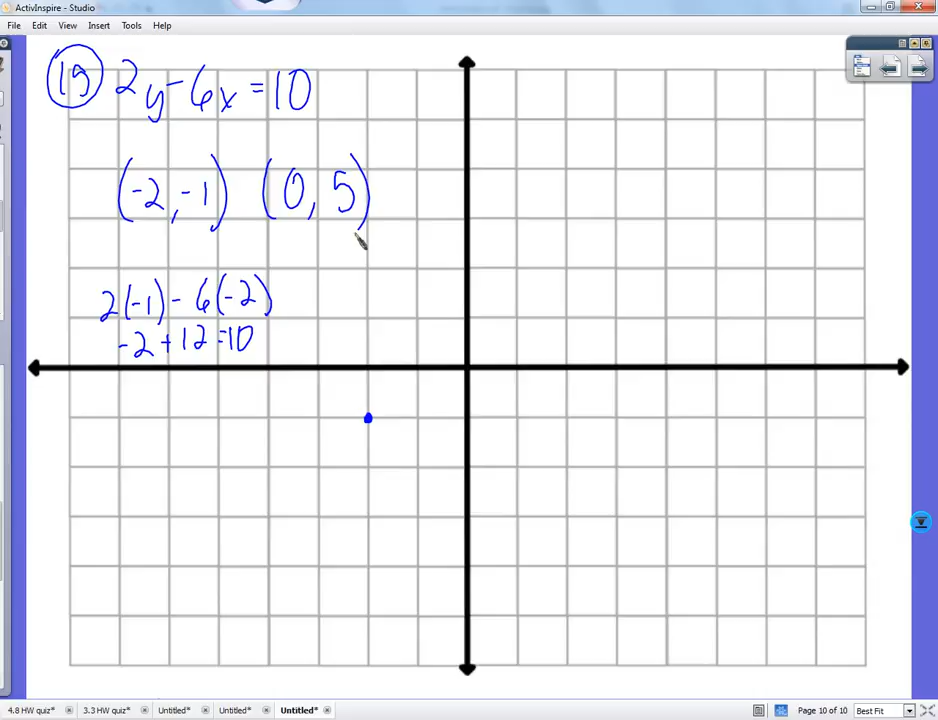 ActivInspire - Studio
File Edit View Insert Tools Help
19 2y-6x=10
(-2,-1) (0,5)
2(-1)-6(-2)
-2+12=10
4.8 HW quiz* 3.3 HW quiz* Untitled* Untitled* Untitled* Page 10 of 10 Best Fit